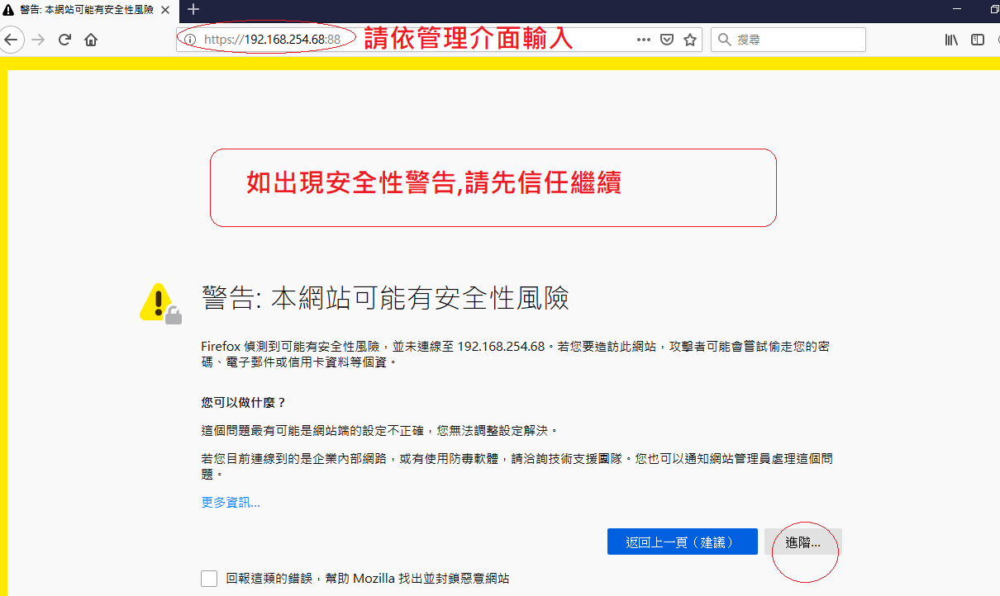 警告: 本網站可能有安全性風險
https://192.168.254.68:88
請依管理介面輸入
搜尋
如出現安全性警告,請先信任繼續
警告: 本網站可能有安全性風險
Firefox 偵測到可能有安全性風險，並未連線至 192.168.254.68。若您要造訪此網站，攻擊者可能會嘗試偷走您的密
碼、電子郵件或信用卡資料等個資。
您可以做什麼？
這個問題最有可能是網站端的設定不正確，您無法調整設定解決。
若您目前連線到的是企業內部網路，或有使用防毒軟體，請洽詢技術支援團隊。您也可以通知網站管理員處理這個問
題。
更多資訊...
返回上一頁（建議）
進階...
回報這類的錯誤，幫助 Mozilla 找出並封鎖惡意網站